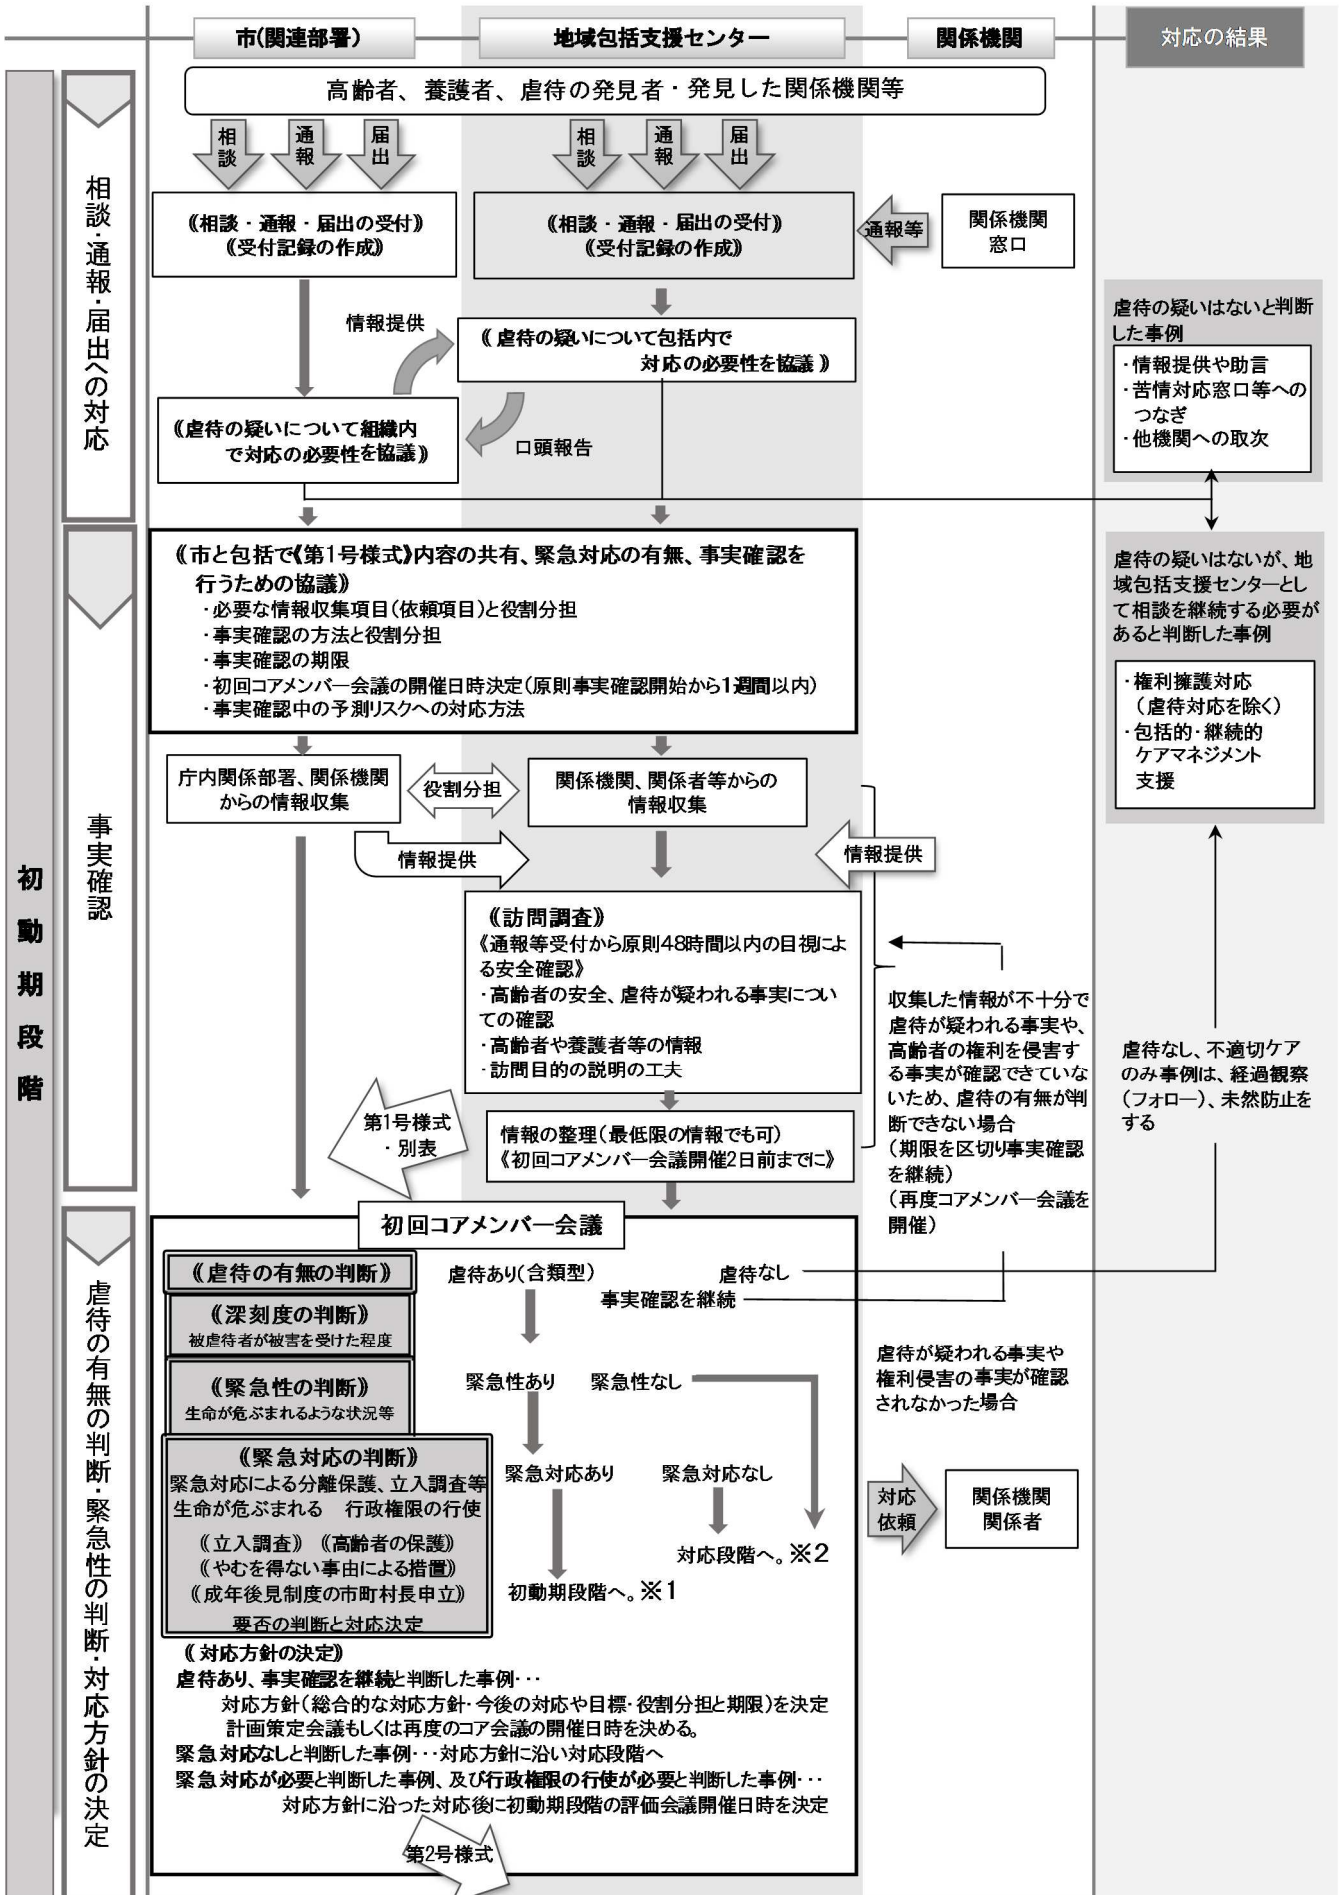 市(関連部署)
地域包括支援センター
関係機関
対応の結果
初動期段階
相談・通報・届出への対応
高齢者、養護者、虐待の発見者・発見した関係機関等
相談
通報
届出
相談
通報
届出
《相談・通報・届出の受付》
《受付記録の作成》
《相談・通報・届出の受付》
《受付記録の作成》
通報等
関係機関
窓口
情報提供
《虐待の疑いについて包括内で
対応の必要性を協議》
《虐待の疑いについて組織内
で対応の必要性を協議》
口頭報告
虐待の疑いはないと判断
した事例
・情報提供や助言
・苦情対応窓口等への
つなぎ
・他機関への取次
事実確認
《市と包括で《第1号様式》内容の共有、緊急対応の有無、事実確認を
行うための協議》
・必要な情報収集項目(依頼項目)と役割分担
・事実確認の方法と役割分担
・事実確認の期限
・初回コアメンバー会議の開催日時決定(原則事実確認開始から1週間以内)
・事実確認中の予測リスクへの対応方法
虐待の疑いはないが、地
域包括支援センターとし
て相談を継続する必要が
あると判断した事例
・権利擁護対応
(虐待対応を除く)
・包括的・継続的
ケアマネジメント
支援
庁内関係部署、関係機関
からの情報収集
役割分担
関係機関、関係者等からの
情報収集
情報提供
情報提供
《訪問調査》
《通報等受付から原則48時間以内の目視によ
る安全確認》
・高齢者の安全、虐待が疑われる事実につい
ての確認
・高齢者や養護者等の情報
・訪問目的の説明の工夫
収集した情報が不十分で
虐待が疑われる事実や、
高齢者の権利を侵害す
る事実が確認できていな
いため、虐待の有無が判
断できない場合
(期限を区切り事実確認
を継続)
(再度コアメンバー会議を
開催)
虐待なし、不適切ケア
のみ事例は、経過観察
(フォロー)、未然防止を
する
第1号様式
・別表
情報の整理(最低限の情報でも可)
《初回コアメンバー会議開催2日前までに》
虐待の有無の判断・緊急性の判断・対応方針の決定
初回コアメンバー会議
《虐待の有無の判断》
虐待あり(含類型)
虐待なし
事実確認を継続
《深刻度の判断》
被虐待者が被害を受けた程度
虐待が疑われる事実や
権利侵害の事実が確認
されなかった場合
《緊急性の判断》
生命が危ぶまれるような状況等
緊急性あり
緊急性なし
《緊急対応の判断》
緊急対応による分離保護、立入調査等
生命が危ぶまれる 行政権限の行使
《立入調査》《高齢者の保護》
《やむを得ない事由による措置》
《成年後見制度の市町村長申立》
要否の判断と対応決定
緊急対応あり
緊急対応なし
対応段階へ。※2
初動期段階へ。※1
対応
依頼
関係機関
関係者
《対応方針の決定》
虐待あり、事実確認を継続と判断した事例・・・
対応方針(総合的な対応方針・今後の対応や目標・役割分担と期限)を決定
計画策定会議もしくは再度のコア会議の開催日時を決める。
緊急対応なしと判断した事例・・・対応方針に沿い対応段階へ
緊急対応が必要と判断した事例、及び行政権限の行使が必要と判断した事例・・・
対応方針に沿った対応後に初動期段階の評価会議開催日時を決定
第2号様式